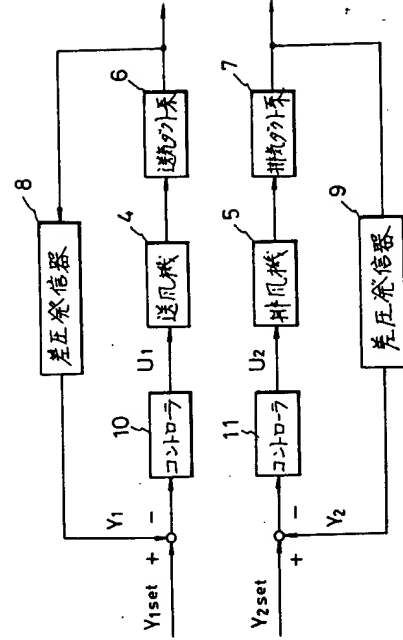 8
差圧発信器
Y₁
10
コントローラ
U₁
4
送風機
6
送気ダクト系
Y₁set
+
−
11
コントローラ
U₂
5
排風機
7
排気ダクト系
Y₂set
+
−
Y₂
9
差圧発信器